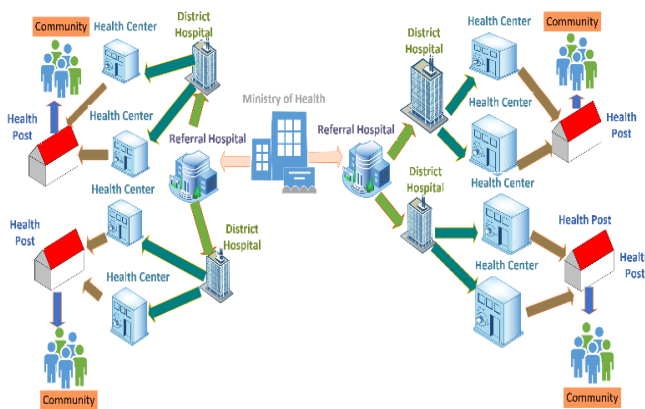 Community
Health Center
District
Hospital
District
Hospital
Health Center
Community
Health Center
Ministry of Health
Health
Post
Referral Hospital
Referral Hospital
Health Center
Health
Post
District
Hospital
Health Center
Health Center
Health Post
Health
Post
District
Hospital
Health Center
Health Center
Health
Post
Community
Community